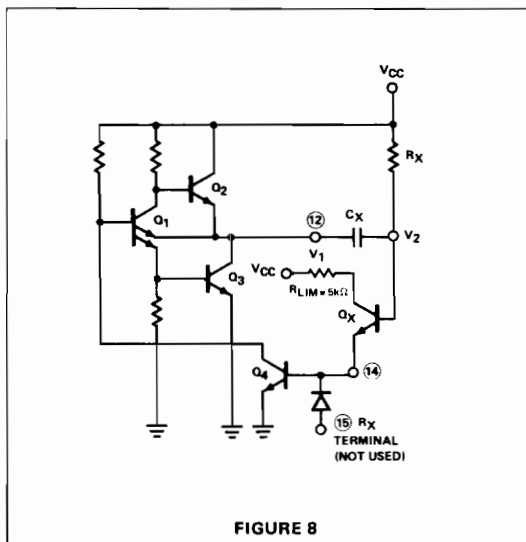 VCC
RX
Q2
Q1
12
CX
V2
V1
Q3
VCC
RLIM = 5kΩ
QX
Q4
14
15 RX
TERMINAL
(NOT USED)
FIGURE 8